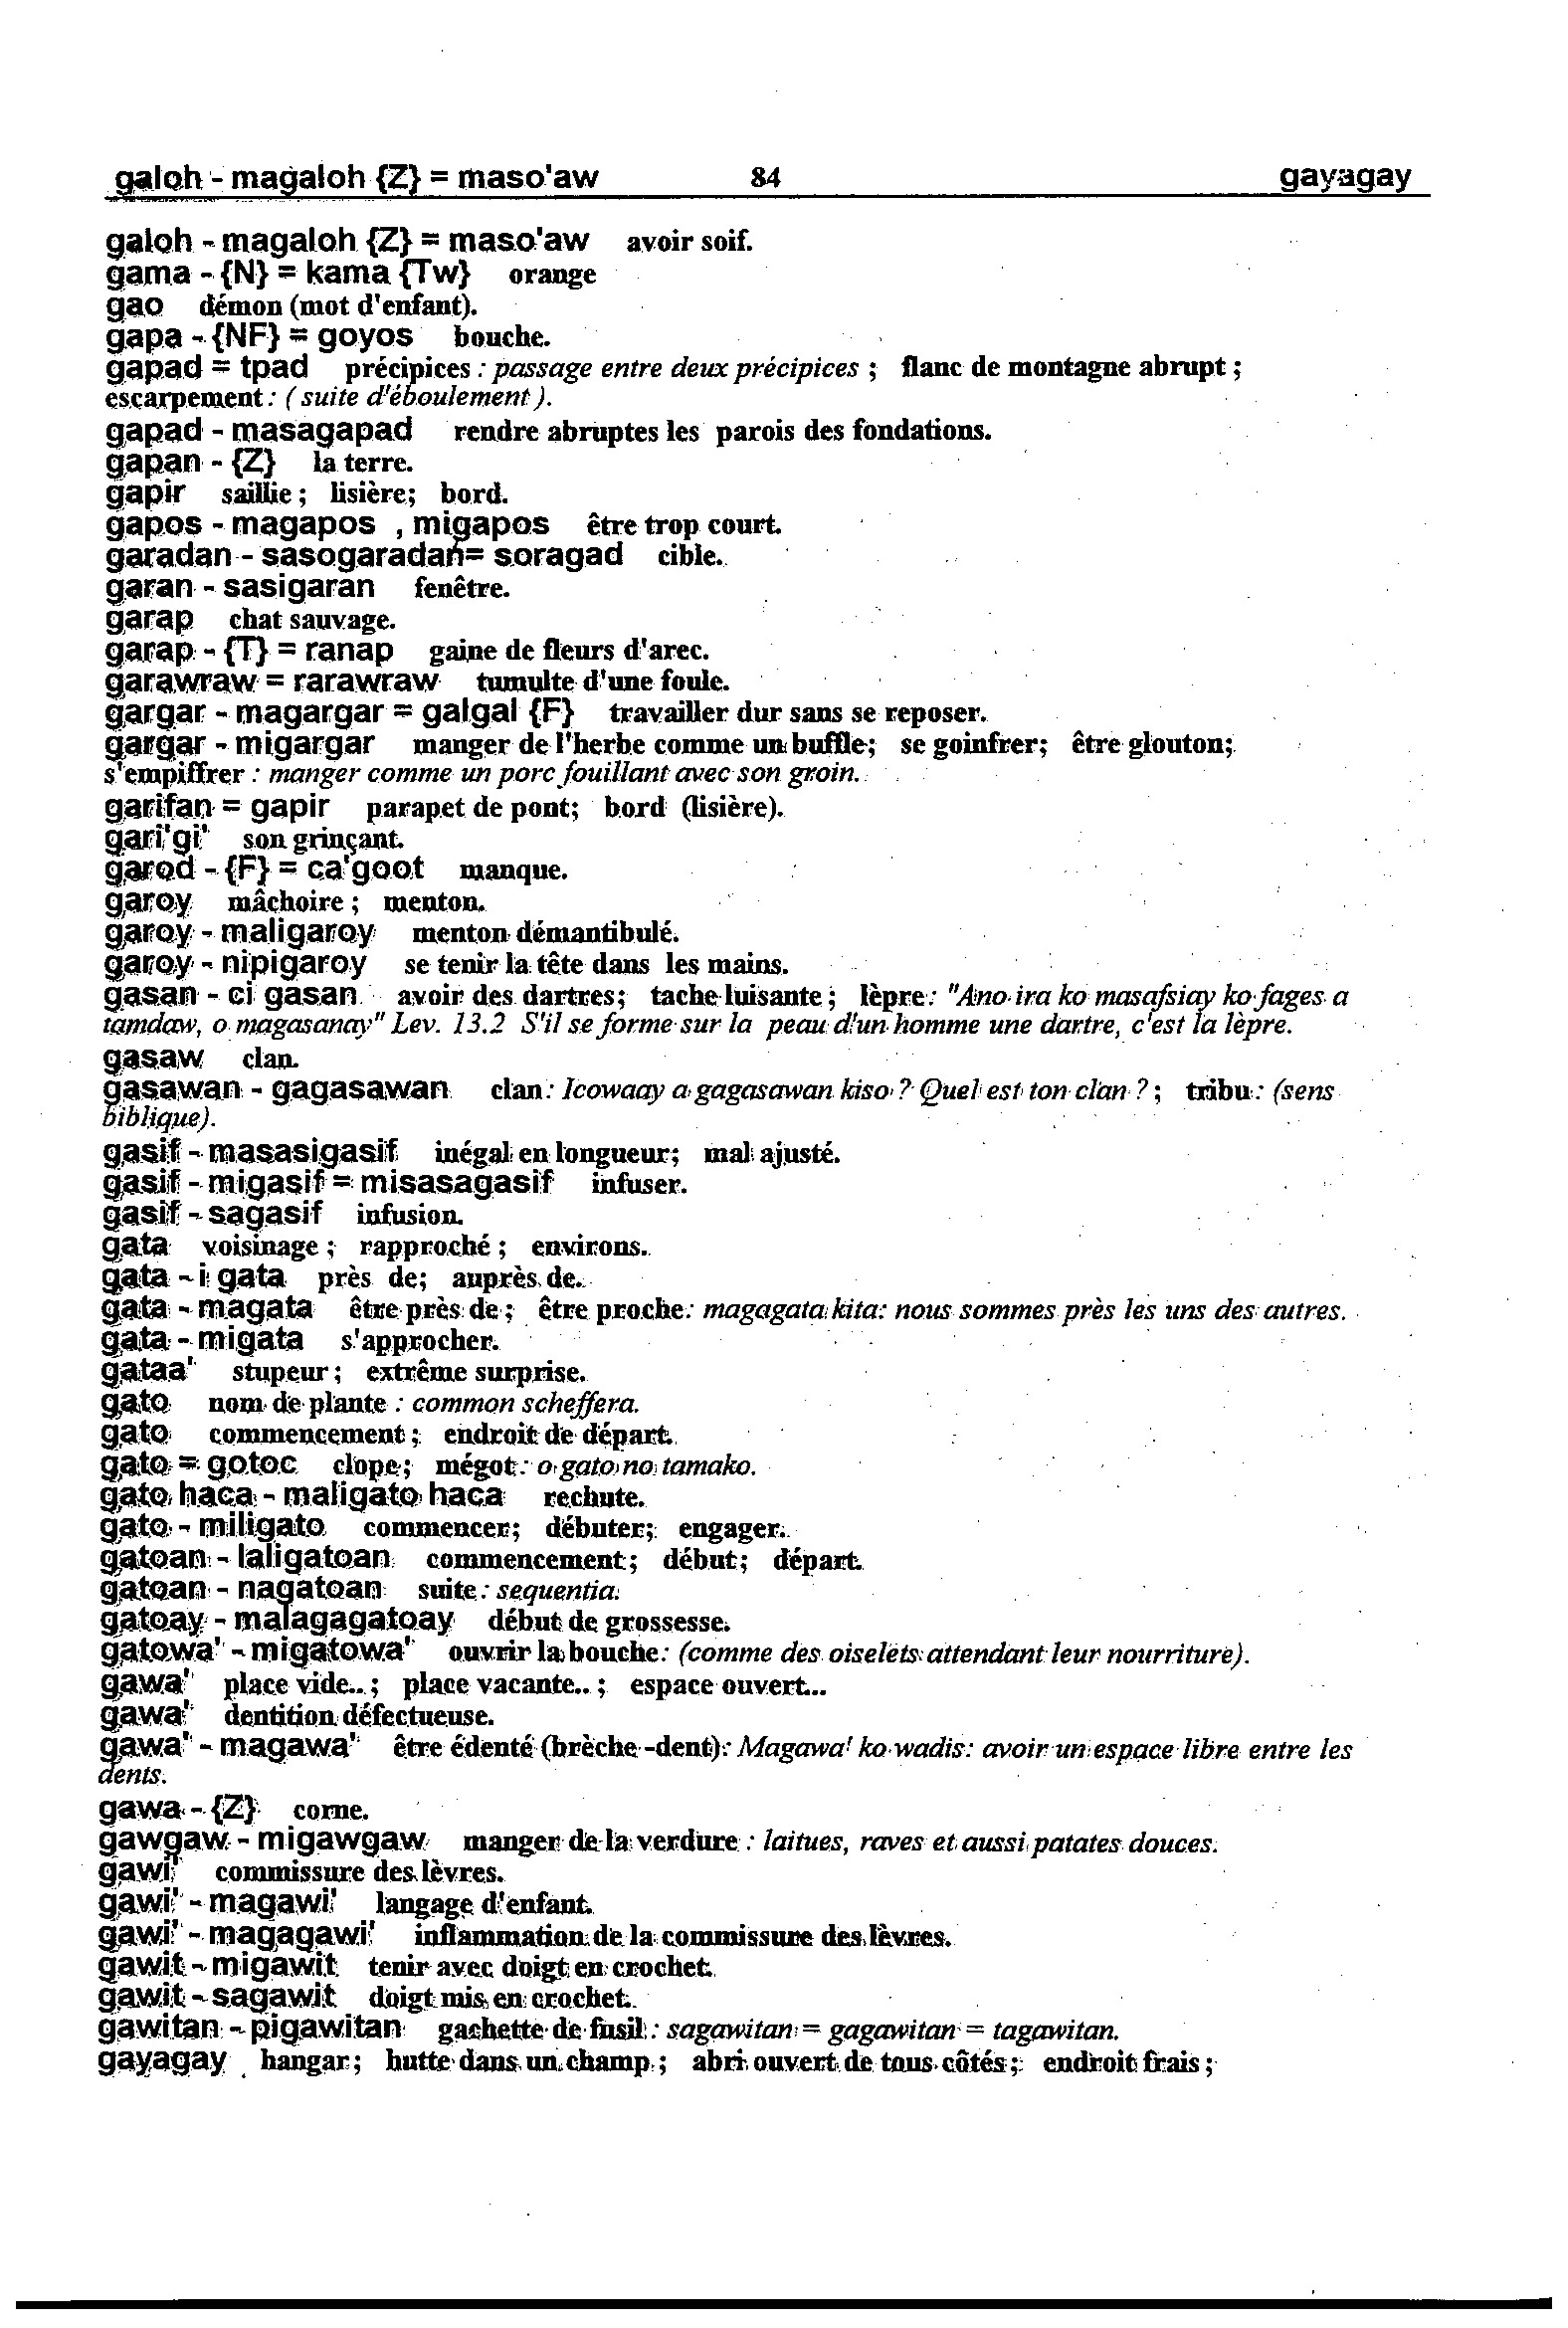 galoh - magaloh {Z} = maso'aw 84 gayagay
galoh - magaloh {Z} = maso'aw avoir soif.
gama - {N} = kama {Tw} orange
gao démon (mot d'enfant).
gapa - {NF} = goyos bouche.
gapad = tpad précipices : passage entre deux précipices ; flanc de montagne abrupt ;
escarpement : ( suite d'éboulement ).
gapad - masagapad rendre abruptes les parois des fondations.
gapan - {Z} la terre.
gapir saillie ; lisière; bord.
gapos - magapos , migapos être trop court.
garadan - sasogaradan= soragad cible.
garan - sasigaran fenêtre.
garap chat sauvage.
garap - {T} = ranap gaine de fleurs d'arec.
garawraw = rarawraw tumulte d'une foule.
gargar - magargar = galgal {F} travailler dur sans se reposer.
gargar - migargar manger de l'herbe comme un buffle; se goinfrer; être glouton;
s'empiffrer : manger comme un porc fouillant avec son groin.
garifan = gapir parapet de pont; bord (lisière).
gari'gi' son grinçant.
garod - {F} = ca'goot manque.
garoy mâchoire ; menton.
garoy - maligaroy menton démantibulé.
garoy - nipigaroy se tenir la tête dans les mains.
gasan - ci gasan avoir des dartres; tache luisante ; lèpre: "Ano ira ko masafsiay ko fages a
tamdaw, o magasanay" Lev. 13.2 S'il se forme sur la peau d'un homme une dartre, c'est la lèpre.
gasaw clan.
gasawan - gagasawan clan: Icowaay a gagasawan kiso ? Quel est ton clan ? ; tribu: (sens
biblique).
gasif - masasigasif inégal en longueur; mal ajusté.
gasif - migasif = misasagasif infuser.
gasif - sagasif infusion.
gata voisinage ; rapproché ; environs.
gata - i gata près de; auprès de.
gata - magata être près de ; être proche: magagata kita: nous sommes près les uns des autres.
gata - migata s'approcher.
gataa' stupeur ; extrême surprise.
gato nom de plante : common scheffera.
gato commencement ; endroit de départ.
gato = gotoc clope; mégot: o gato no tamako.
gato haca - maligato haca rechute.
gato - miligato commencer; débuter; engager.
gatoan - laligatoan commencement; début; départ.
gatoan - nagatoan suite : sequentia.
gatoay - malagagatoay début de grossesse.
gatowa' - migatowa' ouvrir la bouche: (comme des oiselets attendant leur nourriture).
gawa' place vide.. ; place vacante.. ; espace ouvert...
gawa' dentition défectueuse.
gawa' - magawa' être édenté (brèche -dent): Magawa' ko wadis: avoir un espace libre entre les
dents.
gawa - {Z} corne.
gawgaw - migawgaw manger de la verdure : laitues, raves et aussi patates douces.
gawi' commissure des lèvres.
gawi' - magawi' langage d'enfant.
gawi' - magagawi' inflammation de la commissure des lèvres.
gawit - migawit tenir avec doigt en crochet.
gawit - sagawit doigt mis en crochet.
gawitan - pigawitan gachette de fusil : sagawitan = gagawitan = tagawitan.
gayagay hangar; hutte dans un champ ; abri ouvert de tous côtés ; endroit frais ;